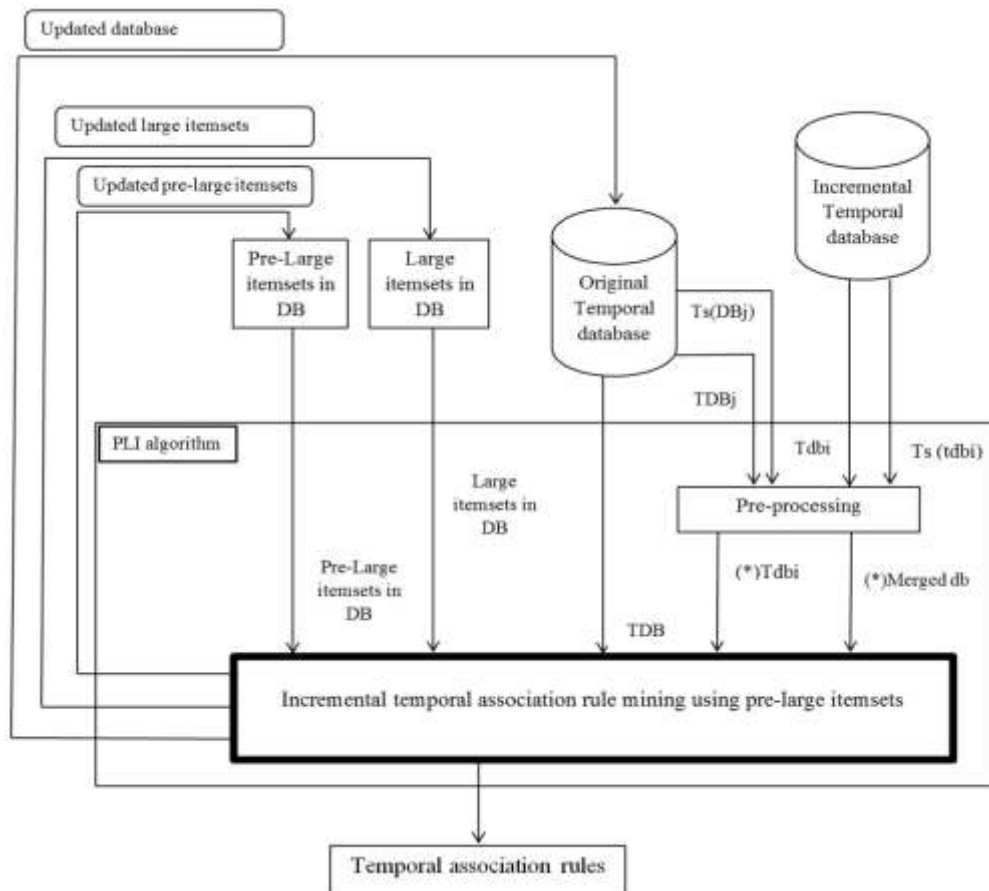 Updated database
Updated large itemsets
Updated pre-large itemsets
Incremental
Temporal
database
Pre-Large
itemsets in
DB
Large
itemsets in
DB
Original
Temporal
database
Ts(DBj)
TDBj
PLI algorithm
Tdbi
Ts (tdbi)
Large
itemsets in
DB
Pre-processing
Pre-Large
itemsets in
DB
(*)Tdbi
(*)Merged db
TDB
Incremental temporal association rule mining using pre-large itemsets
Temporal association rules